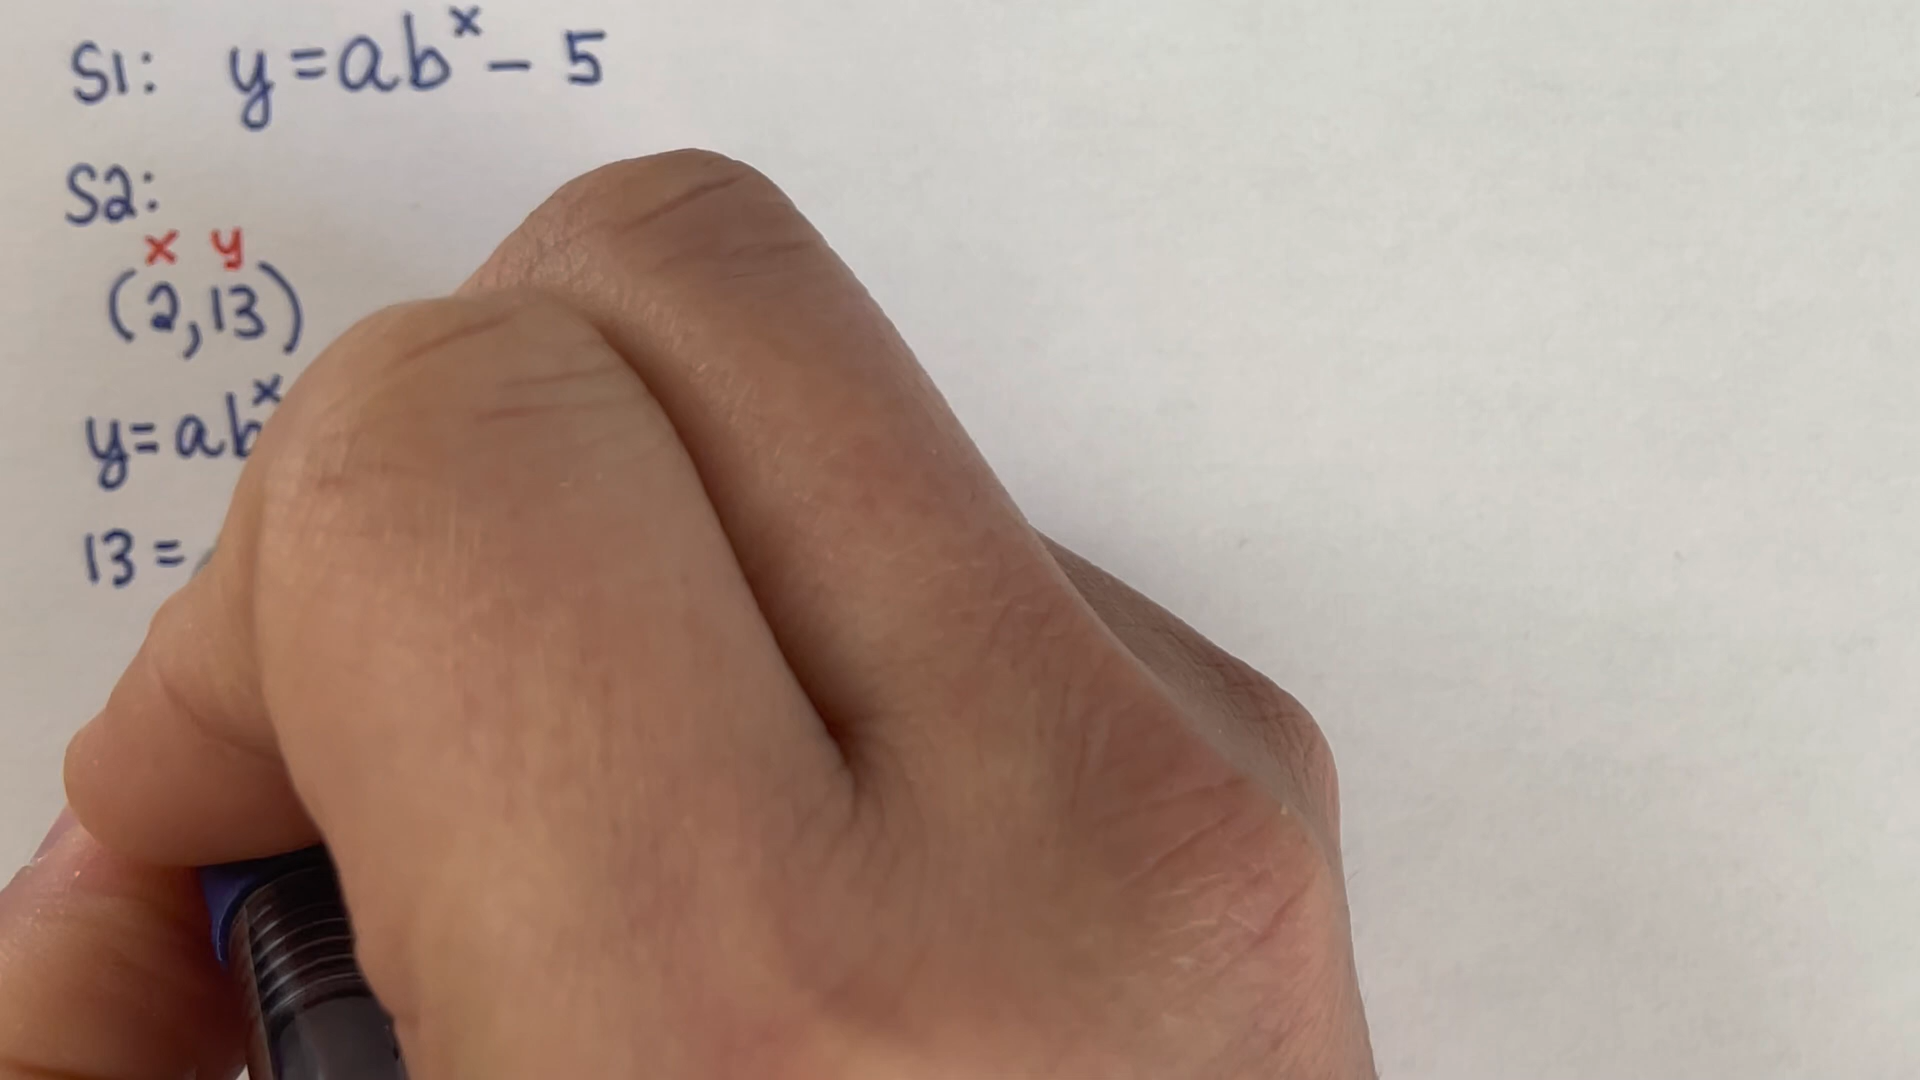 S1: y = ab^x - 5
S2:
x y
(2,13)
y = ab^x
13 =